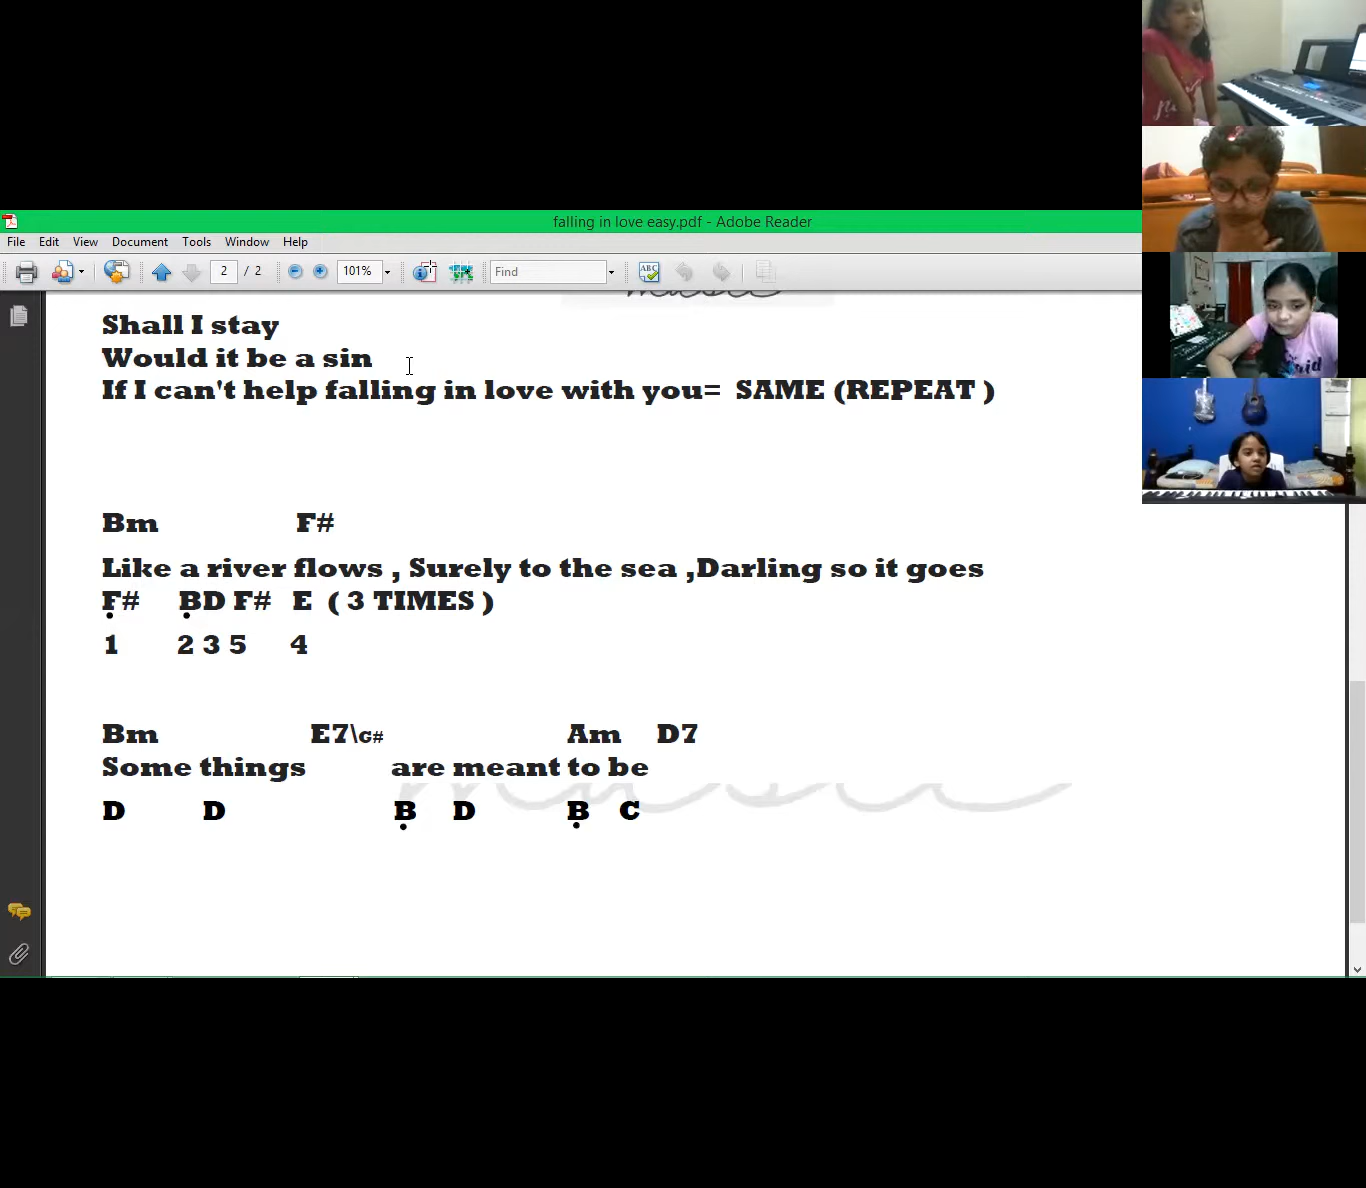 falling in love easy.pdf - Adobe Reader
File Edit View Document Tools Window Help
2 / 2 101% Find
music
Shall I stay
Would it be a sin
If I can't help falling in love with you= SAME (REPEAT )
Bm F#
Like a river flows , Surely to the sea ,Darling so it goes
F# BD F# E ( 3 TIMES )
1 2 3 5 4
Bm E7\G# Am D7
Some things are meant to be
music
D D B D B C